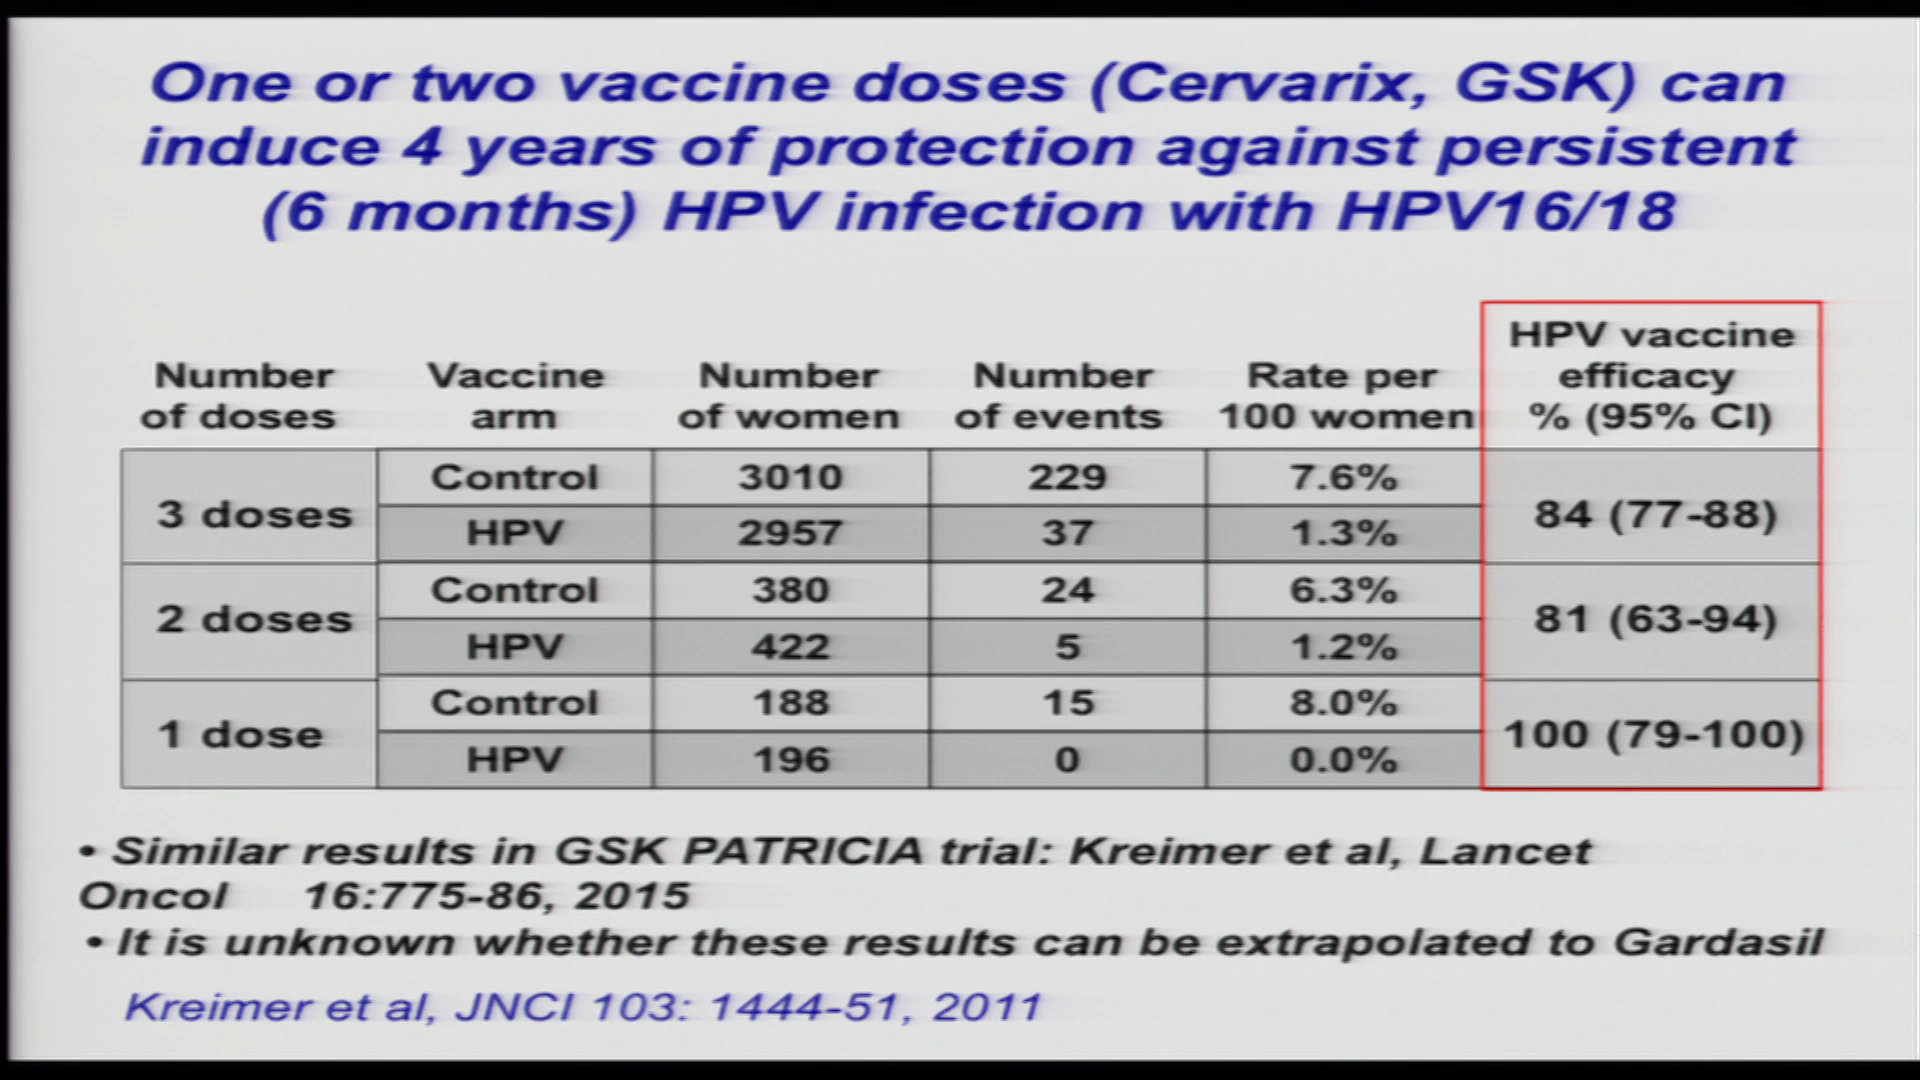 One or two vaccine doses (Cervarix, GSK) can
induce 4 years of protection against persistent
(6 months) HPV infection with HPV16/18
Number of doses Vaccine arm Number of women Number of events Rate per 100 women HPV vaccine efficacy % (95% CI)
3 doses Control 3010 229 7.6% 84 (77-88)
HPV 2957 37 1.3%
2 doses Control 380 24 6.3% 81 (63-94)
HPV 422 5 1.2%
1 dose Control 188 15 8.0% 100 (79-100)
HPV 196 0 0.0%
• Similar results in GSK PATRICIA trial: Kreimer et al, Lancet
Oncol 16:775-86, 2015
• It is unknown whether these results can be extrapolated to Gardasil
Kreimer et al, JNCI 103: 1444-51, 2011